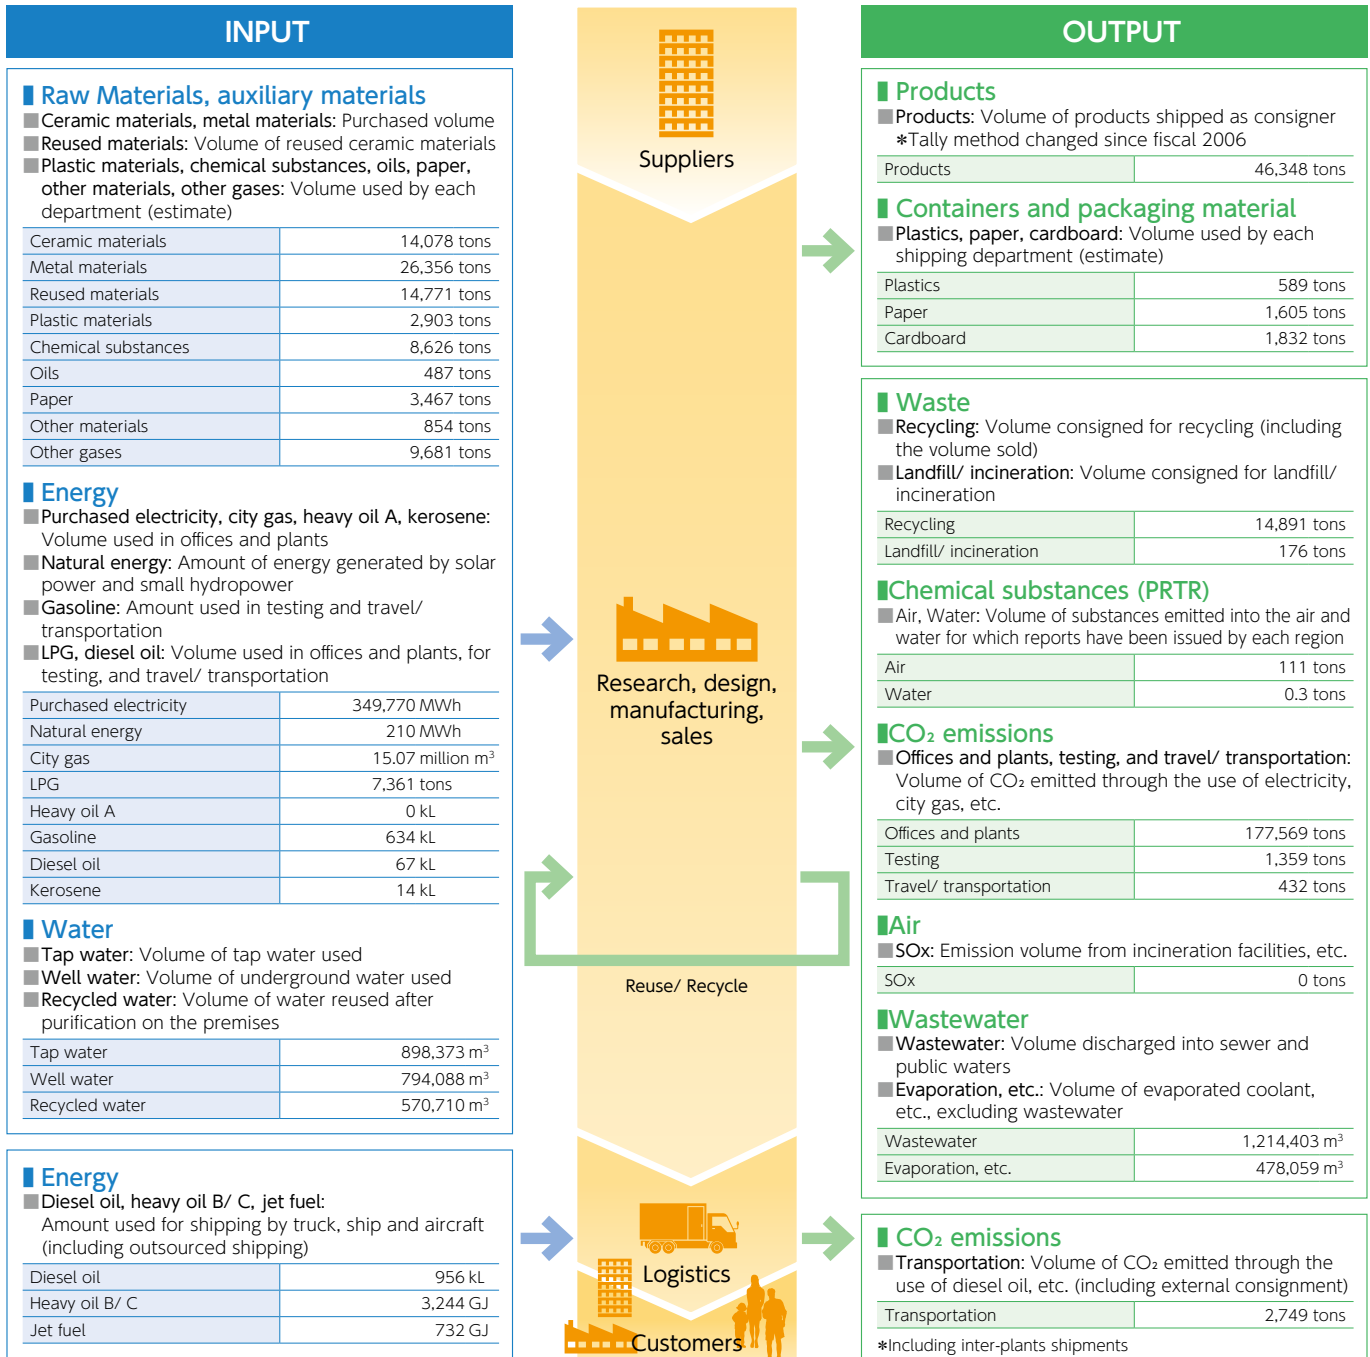 INPUT
Raw Materials, auxiliary materials
Ceramic materials, metal materials: Purchased volume
Reused materials: Volume of reused ceramic materials
Plastic materials, chemical substances, oils, paper,
other materials, other gases: Volume used by each
department (estimate)
Ceramic materials 14,078 tons
Metal materials 26,356 tons
Reused materials 14,771 tons
Plastic materials 2,903 tons
Chemical substances 8,626 tons
Oils 487 tons
Paper 3,467 tons
Other materials 854 tons
Other gases 9,681 tons
Energy
Purchased electricity, city gas, heavy oil A, kerosene:
Volume used in offices and plants
Natural energy: Amount of energy generated by solar
power and small hydropower
Gasoline: Amount used in testing and travel/
transportation
LPG, diesel oil: Volume used in offices and plants, for
testing, and travel/ transportation
Purchased electricity 349,770 MWh
Natural energy 210 MWh
City gas 15.07 million m³
LPG 7,361 tons
Heavy oil A 0 kL
Gasoline 634 kL
Diesel oil 67 kL
Kerosene 14 kL
Water
Tap water: Volume of tap water used
Well water: Volume of underground water used
Recycled water: Volume of water reused after
purification on the premises
Tap water 898,373 m³
Well water 794,088 m³
Recycled water 570,710 m³
Energy
Diesel oil, heavy oil B/ C, jet fuel:
Amount used for shipping by truck, ship and aircraft
(including outsourced shipping)
Diesel oil 956 kL
Heavy oil B/ C 3,244 GJ
Jet fuel 732 GJ
Suppliers
Research, design,
manufacturing,
sales
Reuse/ Recycle
Logistics
Customers
OUTPUT
Products
Products: Volume of products shipped as consigner
*Tally method changed since fiscal 2006
Products 46,348 tons
Containers and packaging material
Plastics, paper, cardboard: Volume used by each
shipping department (estimate)
Plastics 589 tons
Paper 1,605 tons
Cardboard 1,832 tons
Waste
Recycling: Volume consigned for recycling (including
the volume sold)
Landfill/ incineration: Volume consigned for landfill/
incineration
Recycling 14,891 tons
Landfill/ incineration 176 tons
Chemical substances (PRTR)
Air, Water: Volume of substances emitted into the air and
water for which reports have been issued by each region
Air 111 tons
Water 0.3 tons
CO₂ emissions
Offices and plants, testing, and travel/ transportation:
Volume of CO₂ emitted through the use of electricity,
city gas, etc.
Offices and plants 177,569 tons
Testing 1,359 tons
Travel/ transportation 432 tons
Air
SOx: Emission volume from incineration facilities, etc.
SOx 0 tons
Wastewater
Wastewater: Volume discharged into sewer and
public waters
Evaporation, etc.: Volume of evaporated coolant,
etc., excluding wastewater
Wastewater 1,214,403 m³
Evaporation, etc. 478,059 m³
CO₂ emissions
Transportation: Volume of CO₂ emitted through the
use of diesel oil, etc. (including external consignment)
Transportation 2,749 tons
*Including inter-plants shipments